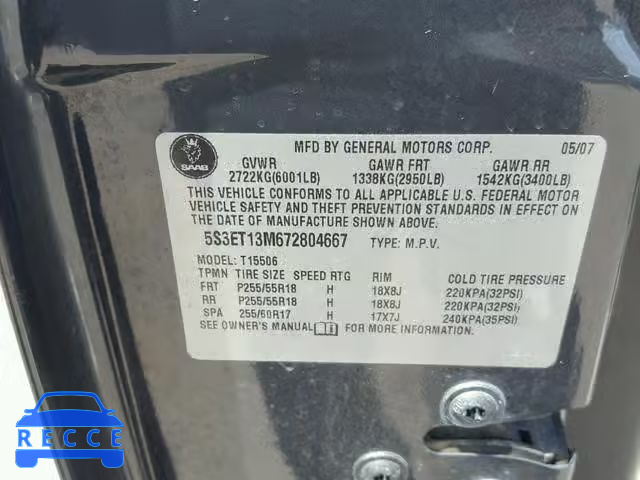 MFD BY GENERAL MOTORS CORP. 05/07
SAAB
GVWR GAWR FRT GAWR RR
2722KG(6001LB) 1338KG(2950LB) 1542KG(3400LB)
THIS VEHICLE CONFORMS TO ALL APPLICABLE U.S. FEDERAL MOTOR
VEHICLE SAFETY AND THEFT PREVENTION STANDARDS IN EFFECT ON
THE DATE OF MANUFACTURE SHOWN ABOVE.
5S3ET13M672804667 TYPE: M.P.V.
MODEL: T15506
TPMN TIRE SIZE SPEED RTG RIM COLD TIRE PRESSURE
FRT P255/55R18 H 18X8J 220KPA(32PSI)
RR P255/55R18 H 18X8J 220KPA(32PSI)
SPA 255/60R17 H 17X7J 240KPA(35PSI)
SEE OWNER'S MANUAL FOR MORE INFORMATION.
RECCE